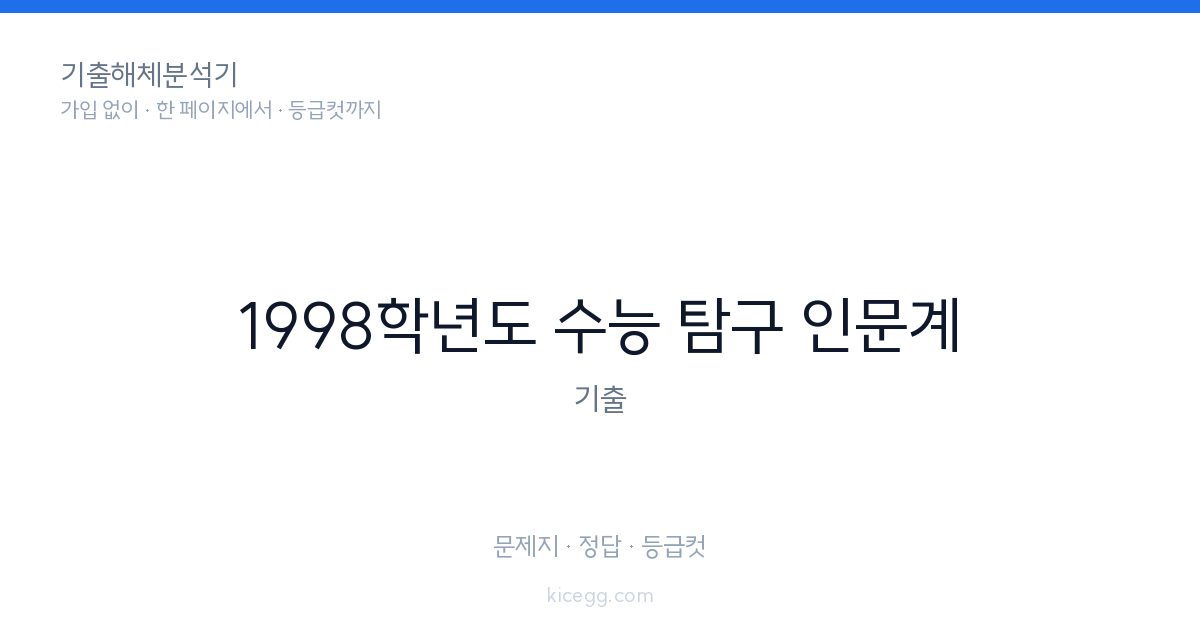 기출해체분석기
가입 없이 · 한 페이지에서 · 등급컷까지
1998학년도 수능 탐구 인문계
기출
문제지 · 정답 · 등급컷
kicegg.com